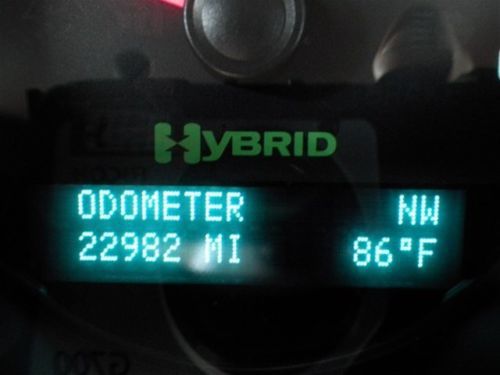 HYBRID
ODOMETER NW
22982 MI 86°F